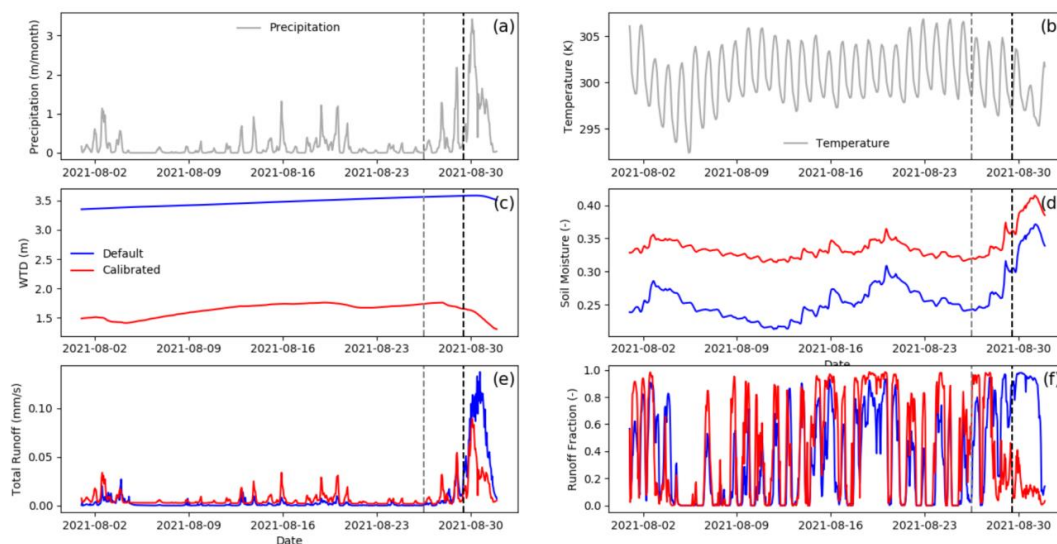 (a)
Precipitation
Precipitation (m/month)
3
2
1
0
2021-08-02 2021-08-09 2021-08-16 2021-08-23 2021-08-30
(b)
Temperature
Temperature (K)
305
300
295
2021-08-02 2021-08-09 2021-08-16 2021-08-23 2021-08-30
(c)
Default
Calibrated
WTD (m)
3.5
3.0
2.5
2.0
1.5
2021-08-02 2021-08-09 2021-08-16 2021-08-23 2021-08-30
(d)
Soil Moisture (-)
0.40
0.35
0.30
0.25
2021-08-02 2021-08-09 2021-08-16 2021-08-23 2021-08-30
Date
(e)
Total Runoff (mm/s)
0.10
0.05
0.00
2021-08-02 2021-08-09 2021-08-16 2021-08-23 2021-08-30
Date
(f)
Runoff Fraction (-)
1.0
0.8
0.6
0.4
0.2
0.0
2021-08-02 2021-08-09 2021-08-16 2021-08-23 2021-08-30